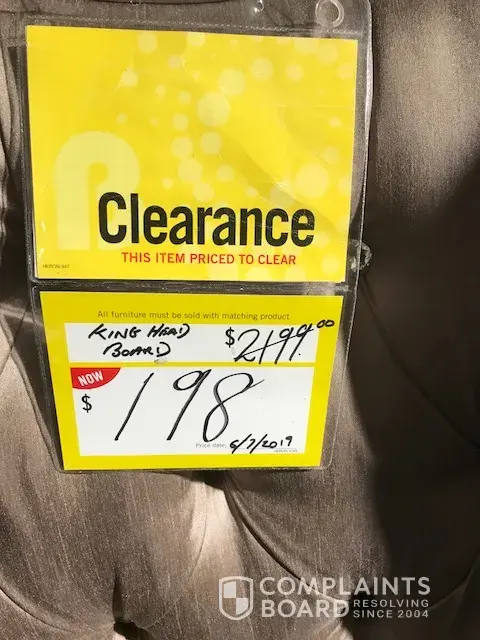 Clearance
THIS ITEM PRICED TO CLEAR
All furniture must be sold with matching product.
KING HEAD $2199.00
BOARD
NOW
$198
Price date: 6/7/2019
COMPLAINTS
BOARD RESOLVING
SINCE 2004